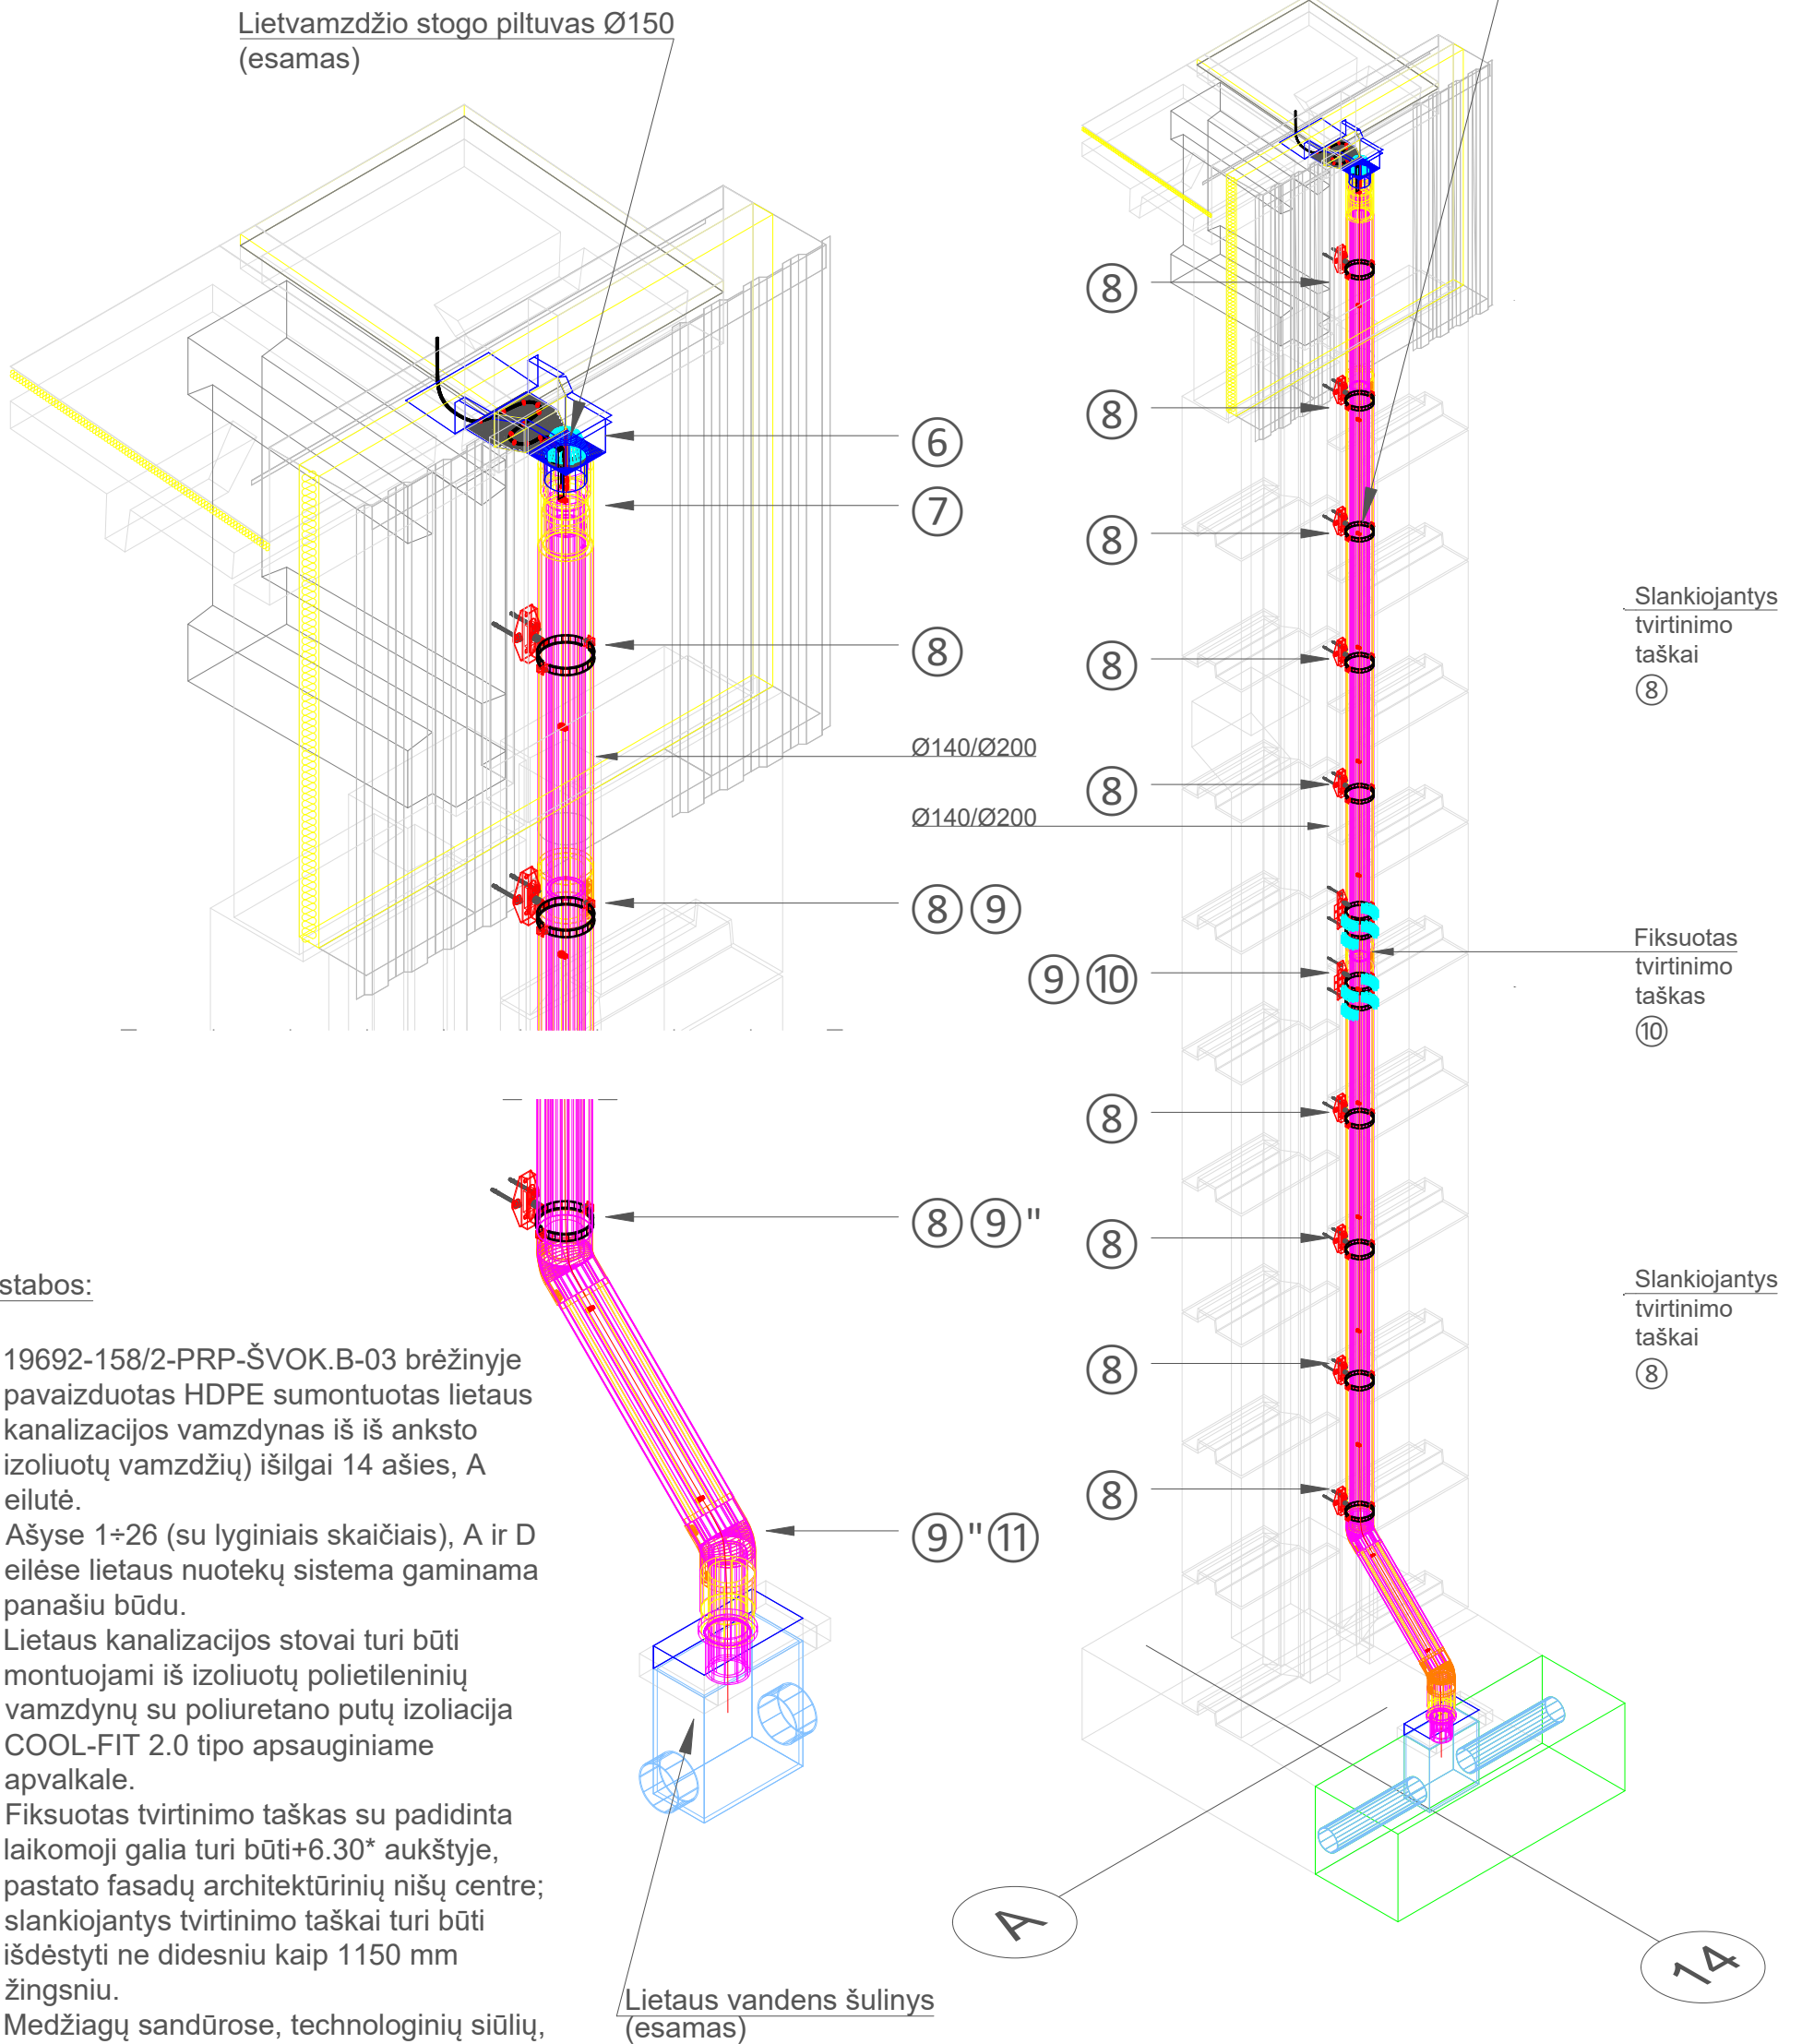 Lietvamzdžio stogo piltuvas Ø150
(esamas)
6
7
8
Ø140/Ø200
Ø140/Ø200
8 9
8 9 "
9 " 11
8
8
8
8
8
9 10
8
8
8
8
Slankiojantys
tvirtinimo
taškai
8
Fiksuotas
tvirtinimo
taškas
10
Slankiojantys
tvirtinimo
taškai
8
stabos:
19692-158/2-PRP-ŠVOK.B-03 brėžinyje
pavaizduotas HDPE sumontuotas lietaus
kanalizacijos vamzdynas iš iš anksto
izoliuotų vamzdžių) išilgai 14 ašies, A
eilutė.
Ašyse 1÷26 (su lyginiais skaičiais), A ir D
eilėse lietaus nuotekų sistema gaminama
panašiu būdu.
Lietaus kanalizacijos stovai turi būti
montuojami iš izoliuotų polietileninių
vamzdynų su poliuretano putų izoliacija
COOL-FIT 2.0 tipo apsauginiame
apvalkale.
Fiksuotas tvirtinimo taškas su padidinta
laikomoji galia turi būti+6.30* aukštyje,
pastato fasadų architektūrinių nišų centre;
slankiojantys tvirtinimo taškai turi būti
išdėstyti ne didesniu kaip 1150 mm
žingsniu.
Medžiagų sandūrose, technologinių siūlių,
Lietaus vandens šulinys
(esamas)
A
14